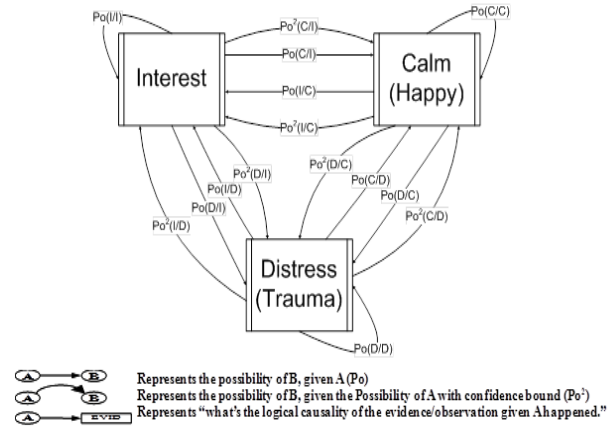 Po(I/I)
Po²(C/I)
Po(C/C)
Po(C/I)
Interest
Calm
(Happy)
Po(I/C)
Po²(I/C)
Po²(D/I)
Po²(D/C)
Po(I/D)
Po(C/D)
Po(D/I)
Po(D/C)
Po²(I/D)
Po²(C/D)
Distress
(Trauma)
Po(D/D)
A B Represents the possibility of B, given A (Po)
A B Represents the possibility of B, given the Possibility of A with confidence bound (Po²)
A EVID Represents “what's the logical causality of the evidence/observation given A happened.”